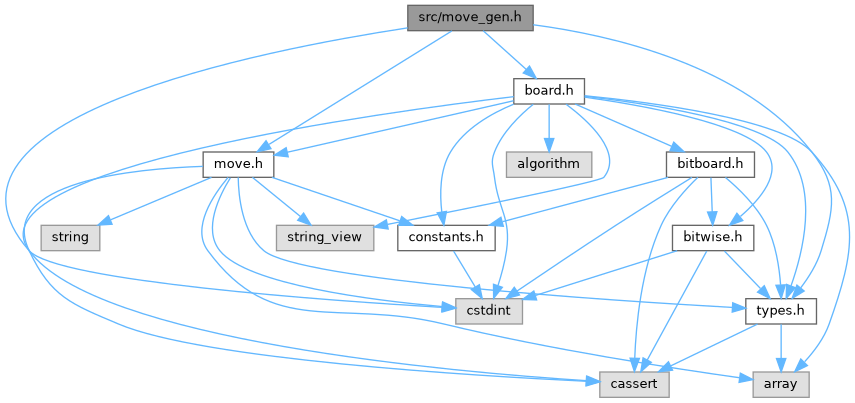 src/move_gen.h
board.h
move.h
algorithm
bitboard.h
string
string_view
constants.h
bitwise.h
cstdint
types.h
cassert
array